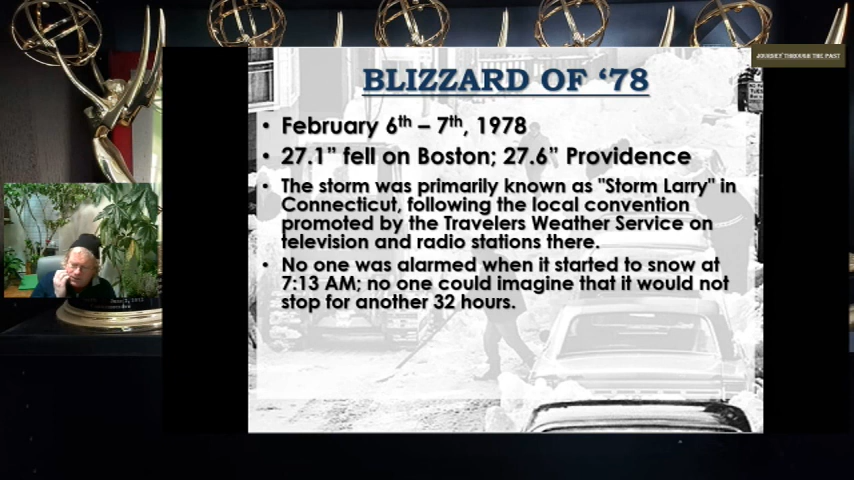 JOURNEY THROUGH THE PAST
BLIZZARD OF ‘78
• February 6th – 7th, 1978
• 27.1” fell on Boston; 27.6” Providence
• The storm was primarily known as "Storm Larry" in
Connecticut, following the local convention
promoted by the Travelers Weather Service on
television and radio stations there.
• No one was alarmed when it started to snow at
7:13 AM; no one could imagine that it would not
stop for another 32 hours.